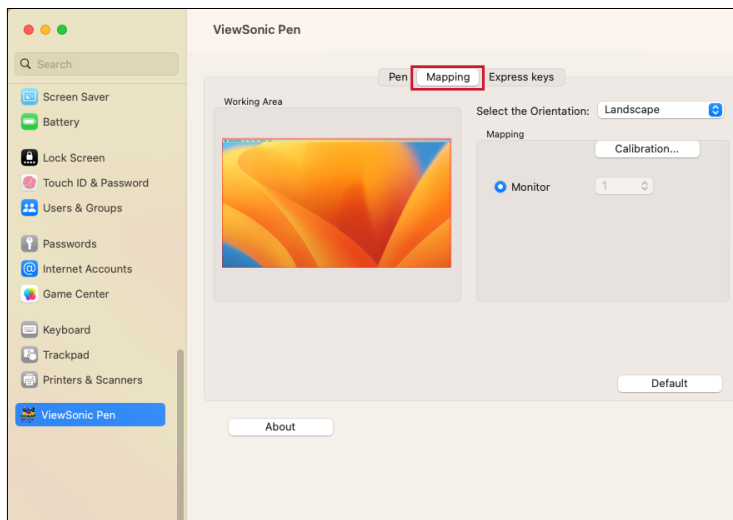 ViewSonic Pen
Search
Screen Saver
Battery
Lock Screen
Touch ID & Password
Users & Groups
Passwords
Internet Accounts
Game Center
Keyboard
Trackpad
Printers & Scanners
ViewSonic Pen
Pen Mapping Express keys
Working Area
Select the Orientation: Landscape
Mapping
Calibration...
Monitor 1
Default
About